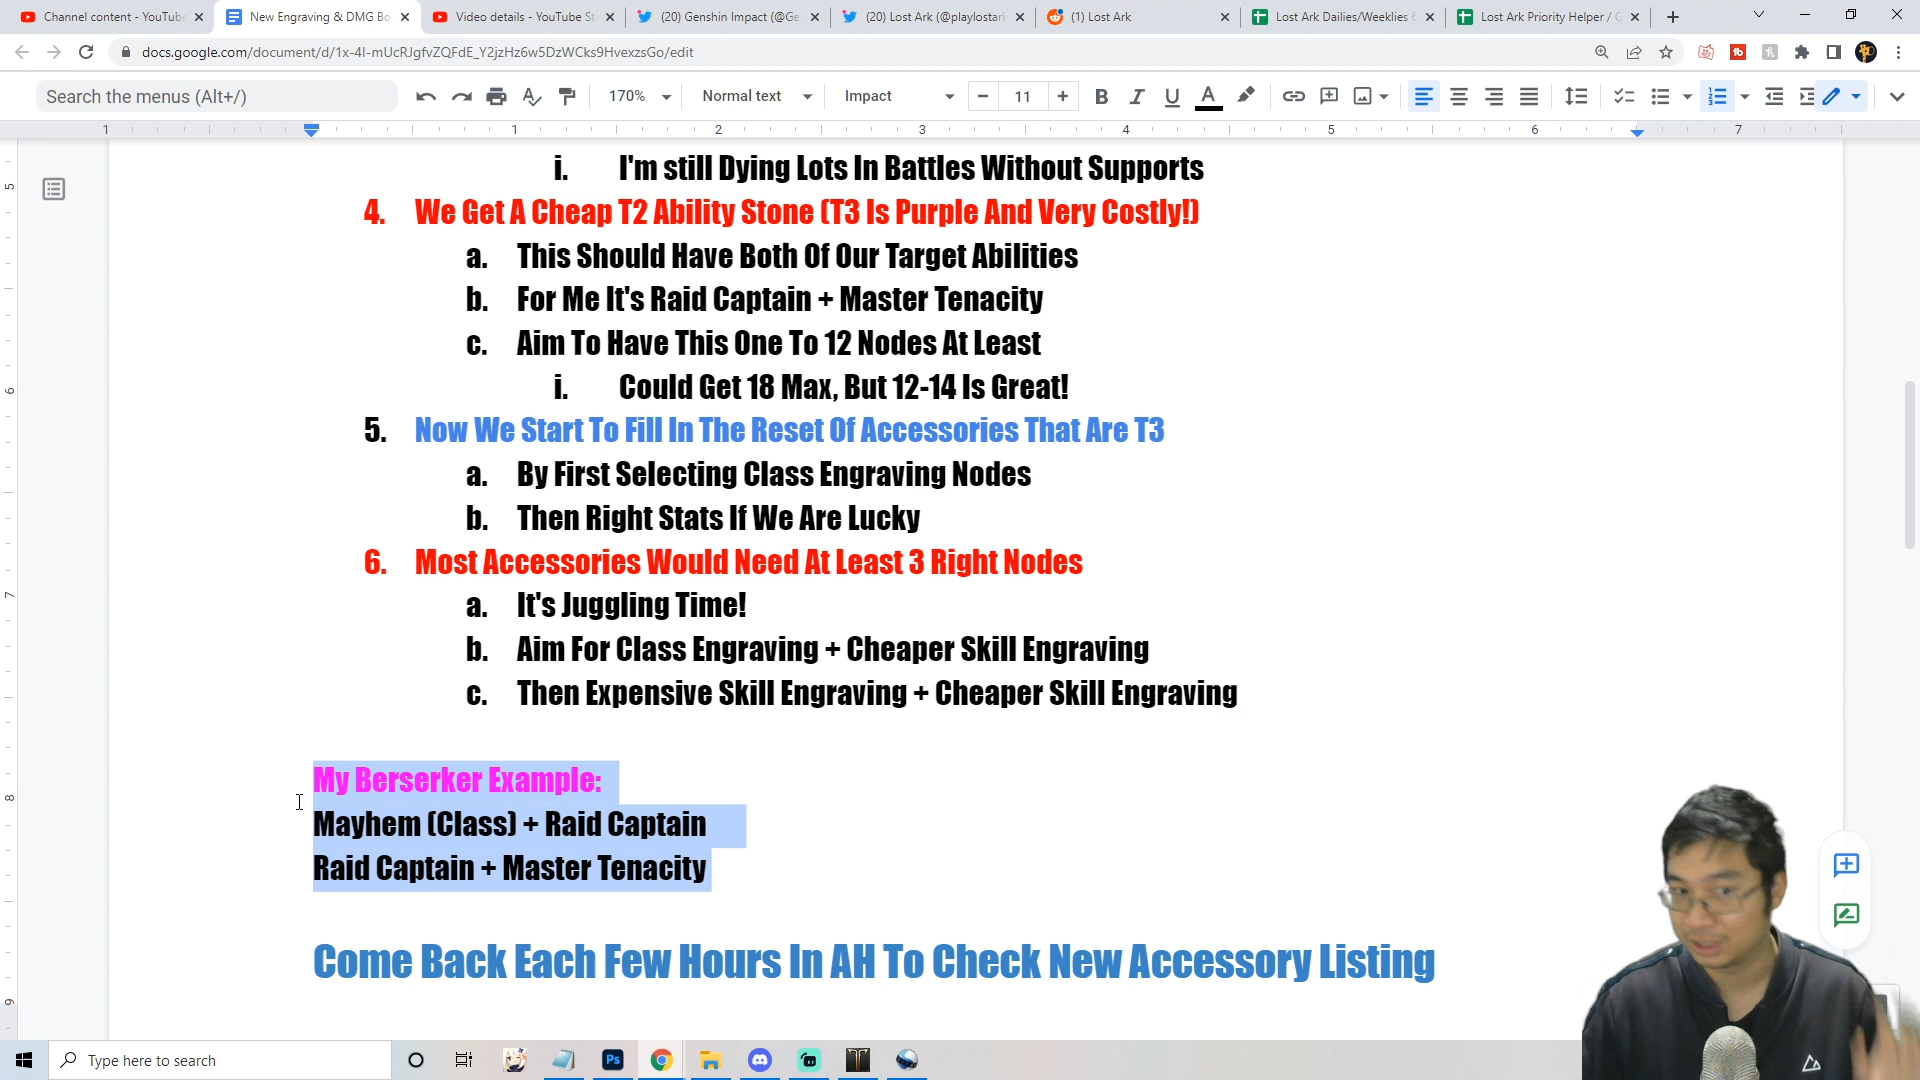 Channel content - YouTube
New Engraving & DMG Bo
Video details - YouTube St
(20) Genshin Impact (@Ge
(20) Lost Ark (@playlostar
(1) Lost Ark
Lost Ark Dailies/Weeklies
Lost Ark Priority Helper / G
docs.google.com/document/d/1x-4l-mUcRJgfvZQFdE_Y2jzHz6w5DzWCks9HvexzsGo/edit
Search the menus (Alt+/)
170%
Normal text
Impact
11
1 1 2 3 4 5 6 7
i. I'm still Dying Lots In Battles Without Supports
4. We Get A Cheap T2 Ability Stone (T3 Is Purple And Very Costly!)
a. This Should Have Both Of Our Target Abilities
b. For Me It's Raid Captain + Master Tenacity
c. Aim To Have This One To 12 Nodes At Least
i. Could Get 18 Max, But 12-14 Is Great!
5. Now We Start To Fill In The Reset Of Accessories That Are T3
a. By First Selecting Class Engraving Nodes
b. Then Right Stats If We Are Lucky
6. Most Accessories Would Need At Least 3 Right Nodes
a. It's Juggling Time!
b. Aim For Class Engraving + Cheaper Skill Engraving
c. Then Expensive Skill Engraving + Cheaper Skill Engraving
My Berserker Example:
Mayhem (Class) + Raid Captain
Raid Captain + Master Tenacity
Come Back Each Few Hours In AH To Check New Accessory Listing
Type here to search